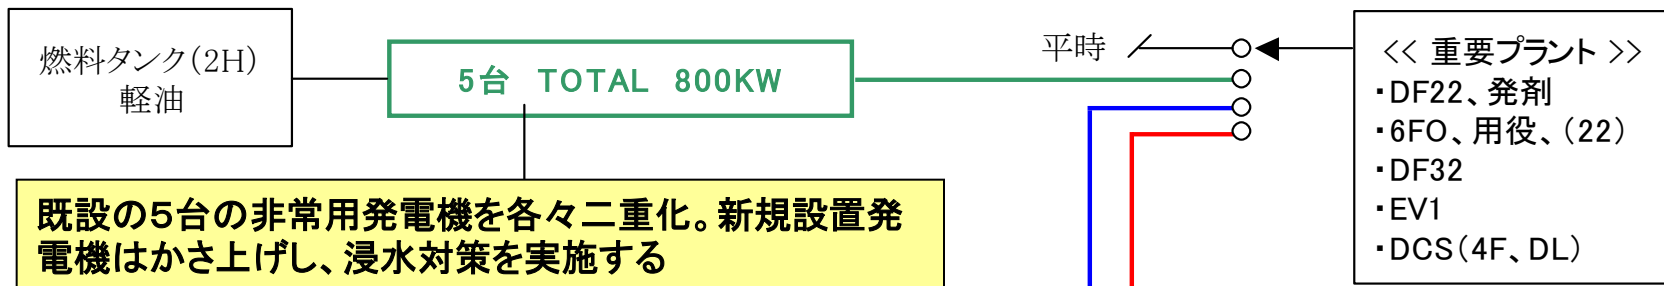 燃料タンク(2H)
軽油
5台 TOTAL 800KW
平時
<< 重要プラント >>
・DF22、発剤
・6FO、用役、(22)
・DF32
・EV1
・DCS(4F、DL)
既設の5台の非常用発電機を各々二重化。新規設置発
電機はかさ上げし、浸水対策を実施する